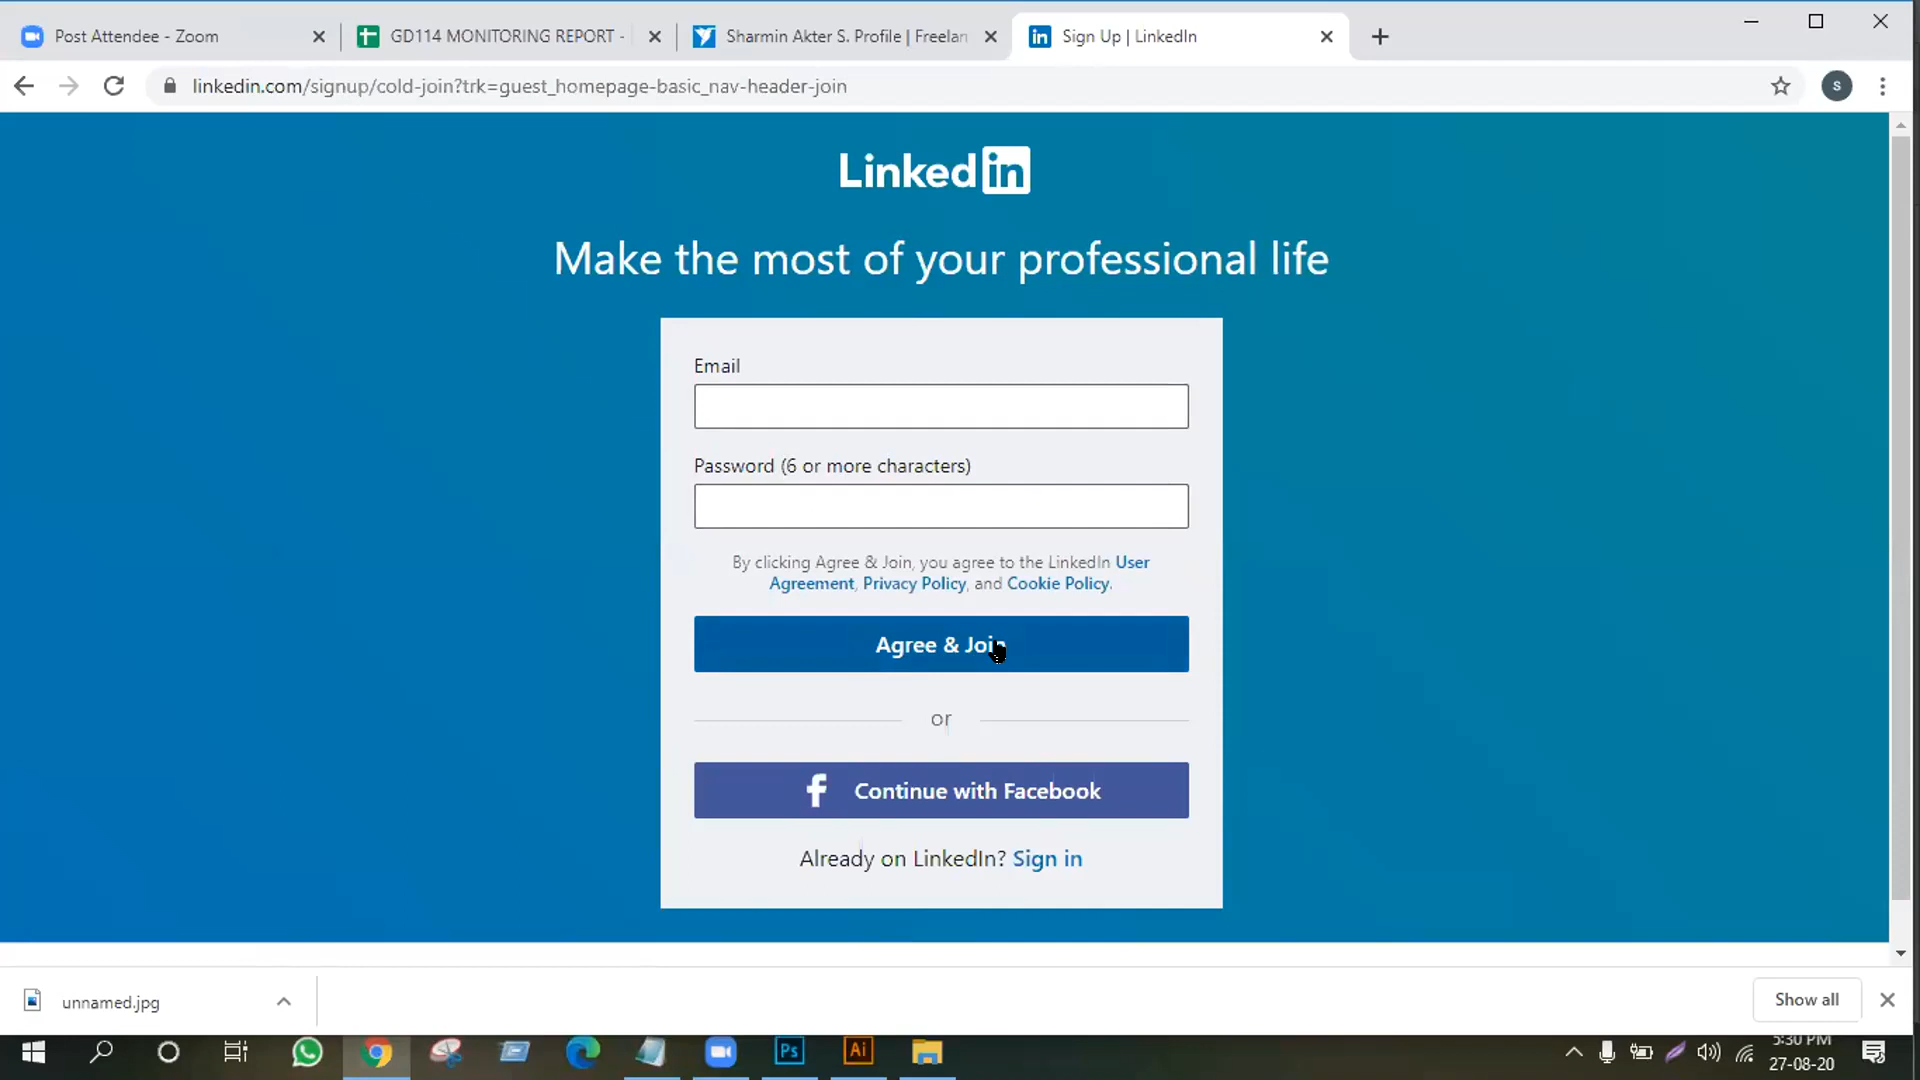 Post Attendee - Zoom
GD114 MONITORING REPORT -
Sharmin Akter S. Profile | Freelan
in Sign Up | LinkedIn
linkedin.com/signup/cold-join?trk=guest_homepage-basic_nav-header-join
S
Linked in
Make the most of your professional life
Email
Password (6 or more characters)
By clicking Agree & Join, you agree to the LinkedIn User
Agreement, Privacy Policy, and Cookie Policy.
Agree & Join
or
f Continue with Facebook
Already on LinkedIn? Sign in
unnamed.jpg
Show all
Ps
Ai
5:30 PM
27-08-20